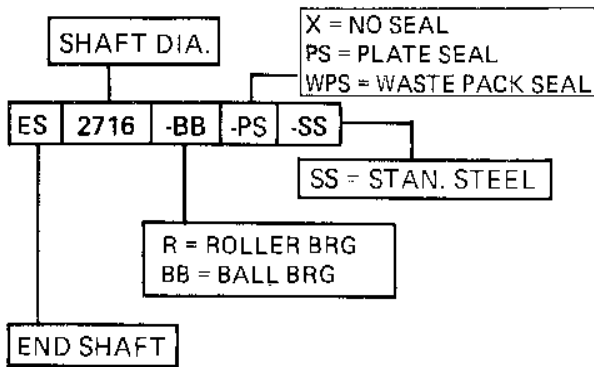 SHAFT DIA.
X = NO SEAL
PS = PLATE SEAL
WPS = WASTE PACK SEAL
ES 2716 -BB -PS -SS
SS = STAN. STEEL
R = ROLLER BRG
BB = BALL BRG
END SHAFT